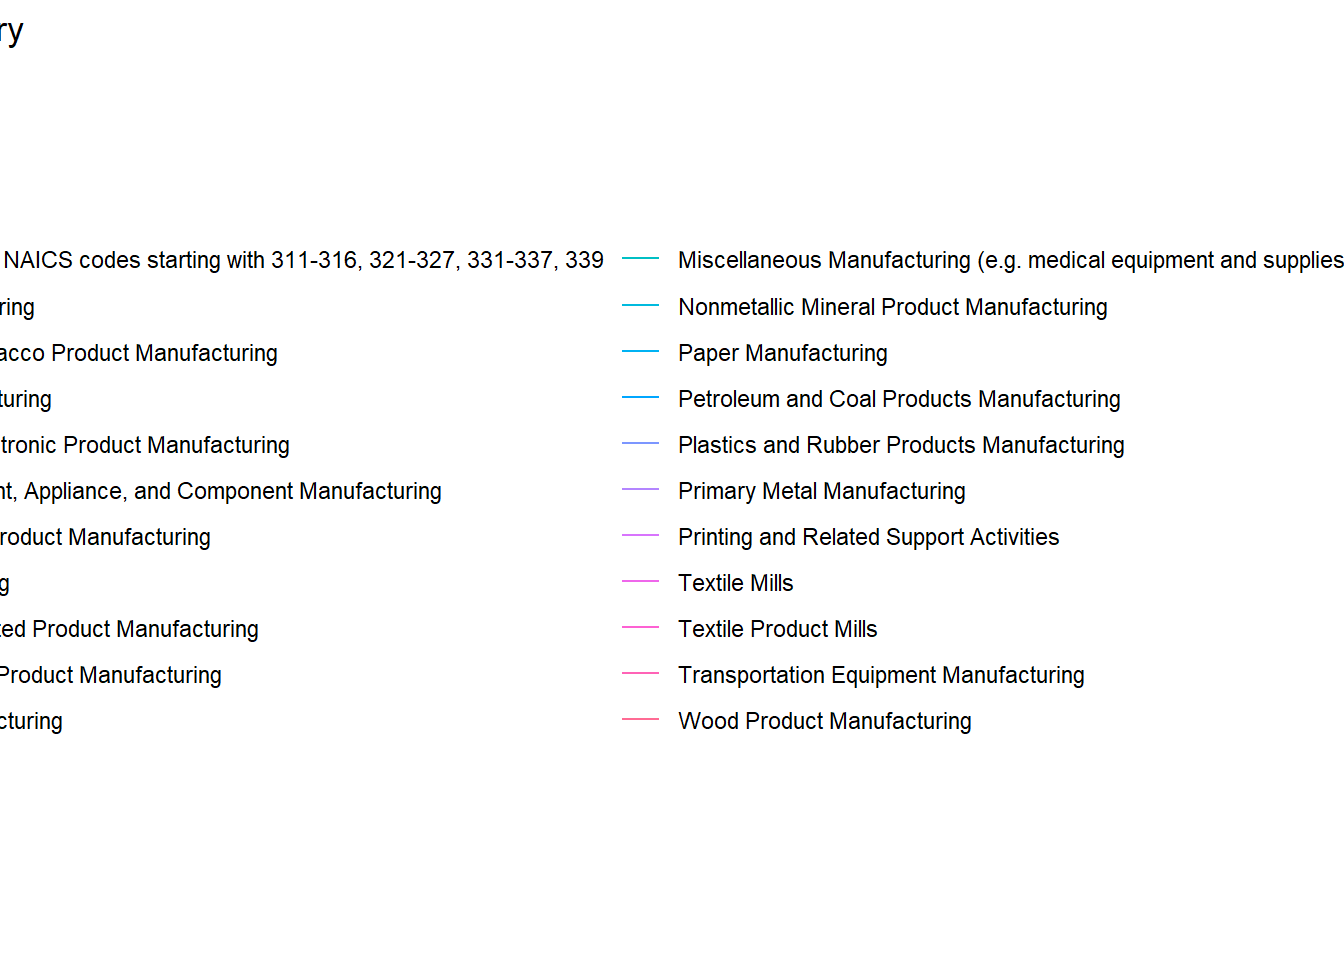 ry
NAICS codes starting with 311-316, 321-327, 331-337, 339
ring
acco Product Manufacturing
turing
tronic Product Manufacturing
nt, Appliance, and Component Manufacturing
roduct Manufacturing
g
ted Product Manufacturing
Product Manufacturing
cturing
Miscellaneous Manufacturing (e.g. medical equipment and supplies
Nonmetallic Mineral Product Manufacturing
Paper Manufacturing
Petroleum and Coal Products Manufacturing
Plastics and Rubber Products Manufacturing
Primary Metal Manufacturing
Printing and Related Support Activities
Textile Mills
Textile Product Mills
Transportation Equipment Manufacturing
Wood Product Manufacturing